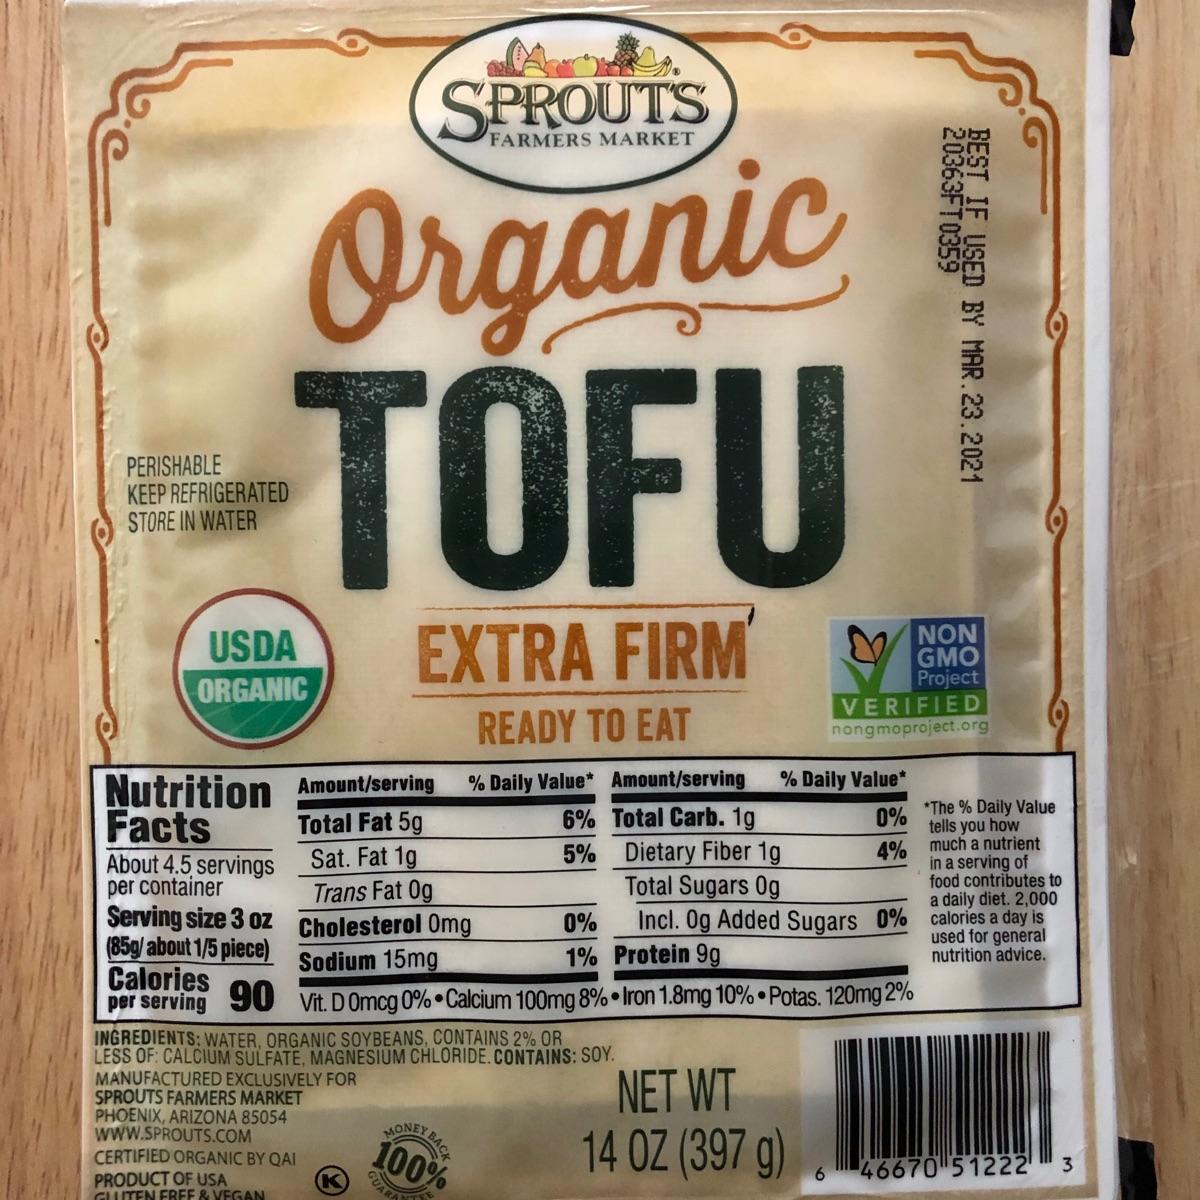 SPROUTS
FARMERS MARKET
Organic
TOFU
EXTRA FIRM
READY TO EAT
BEST IF USED BY MAR.23.2021
20363FT0359
PERISHABLE
KEEP REFRIGERATED
STORE IN WATER
USDA
ORGANIC
NON
GMO
Project
VERIFIED
nongmoproject.org
Nutrition
Facts
About 4.5 servings
per container
Serving size 3 oz
(85g/ about 1/5 piece)
Calories
per serving 90
Amount/serving % Daily Value*
Total Fat 5g 6%
Sat. Fat 1g 5%
Trans Fat 0g
Cholesterol 0mg 0%
Sodium 15mg 1%
Amount/serving % Daily Value*
Total Carb. 1g 0%
Dietary Fiber 1g 4%
Total Sugars 0g
Incl. 0g Added Sugars 0%
Protein 9g
Vit. D 0mcg 0% • Calcium 100mg 8% • Iron 1.8mg 10% • Potas. 120mg 2%
*The % Daily Value
tells you how
much a nutrient
in a serving of
food contributes to
a daily diet. 2,000
calories a day is
used for general
nutrition advice.
INGREDIENTS: WATER, ORGANIC SOYBEANS, CONTAINS 2% OR
LESS OF: CALCIUM SULFATE, MAGNESIUM CHLORIDE. CONTAINS: SOY.
MANUFACTURED EXCLUSIVELY FOR
SPROUTS FARMERS MARKET
PHOENIX, ARIZONA 85054
WWW.SPROUTS.COM
CERTIFIED ORGANIC BY QAI
PRODUCT OF USA
GLUTEN FREE & VEGAN
K
MONEY BACK
100%
GUARANTEE
NET WT
14 OZ (397 g)
6 46670 51222 3